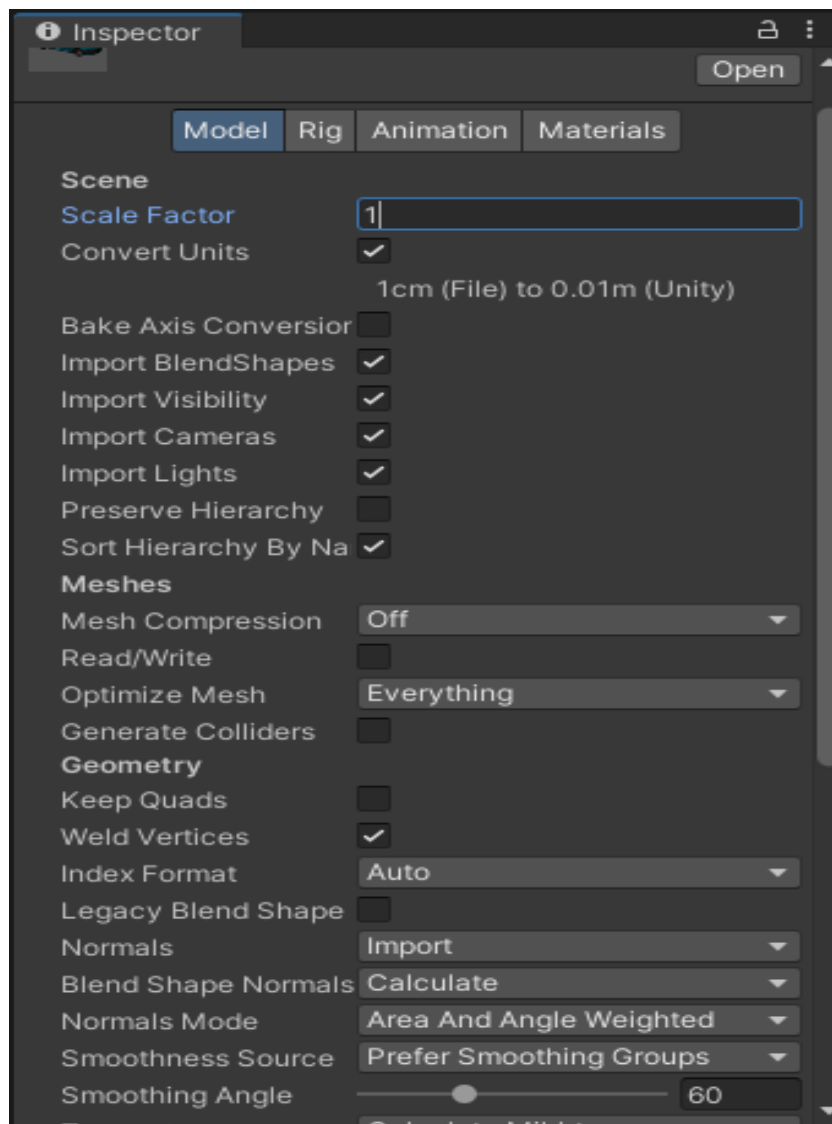 Inspector
Open
Model Rig Animation Materials
Scene
Scale Factor 1
Convert Units
1cm (File) to 0.01m (Unity)
Bake Axis Conversior
Import BlendShapes
Import Visibility
Import Cameras
Import Lights
Preserve Hierarchy
Sort Hierarchy By Na
Meshes
Mesh Compression Off
Read/Write
Optimize Mesh Everything
Generate Colliders
Geometry
Keep Quads
Weld Vertices
Index Format Auto
Legacy Blend Shape
Normals Import
Blend Shape Normals Calculate
Normals Mode Area And Angle Weighted
Smoothness Source Prefer Smoothing Groups
Smoothing Angle 60